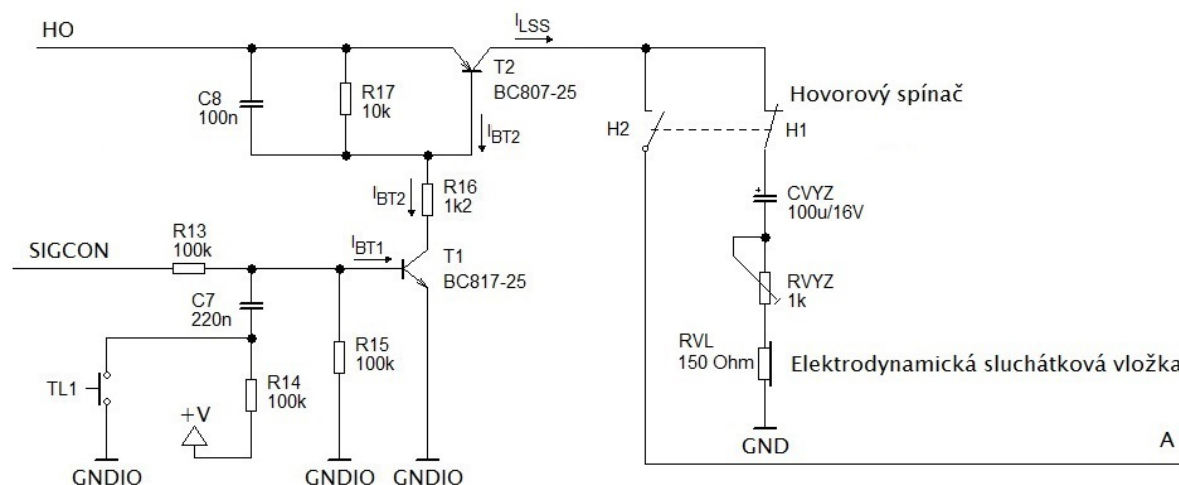 HO
I_LSS
C8
100n
R17
10k
T2
BC807-25
I_BT2
H2
Hovorový spínač
H1
I_BT2
R16
1k2
CVYZ
+
100u/16V
SIGCON
R13
100k
I_BT1
T1
BC817-25
RVYZ
1k
C7
220n
TL1
R14
100k
R15
100k
+V
RVL
150 Ohm
Elektrodynamická sluchátková vložka
GNDIO
GNDIO
GNDIO
GND
A